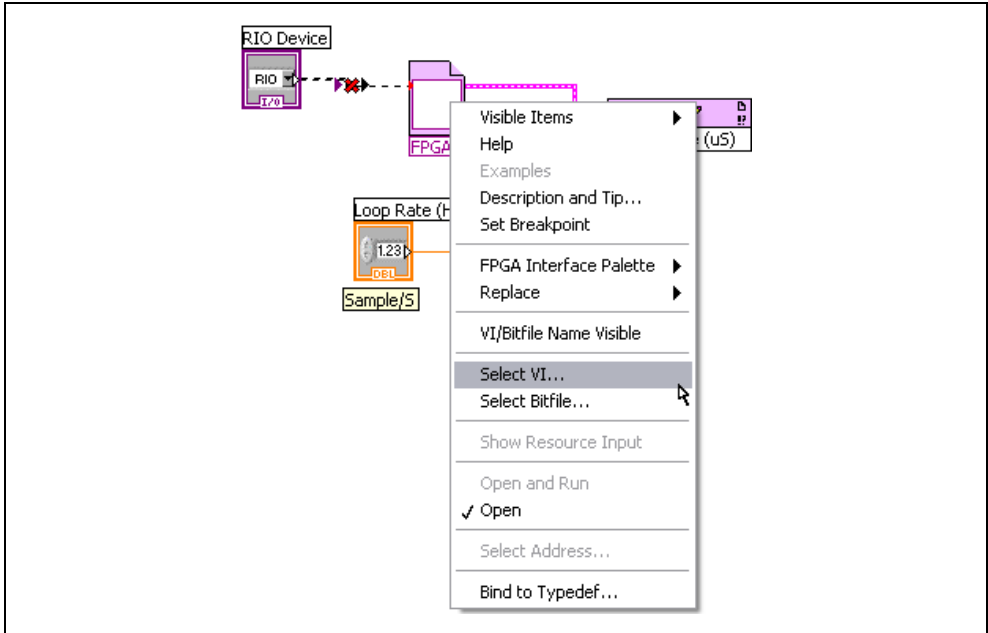 RIO Device
RIO
I/O
FPGA
(uS)
Loop Rate (H
1.23
DBL
Sample/S
Visible Items
Help
Examples
Description and Tip...
Set Breakpoint
FPGA Interface Palette
Replace
VI/Bitfile Name Visible
Select VI...
Select Bitfile...
Show Resource Input
Open and Run
Open
Select Address...
Bind to Typedef...